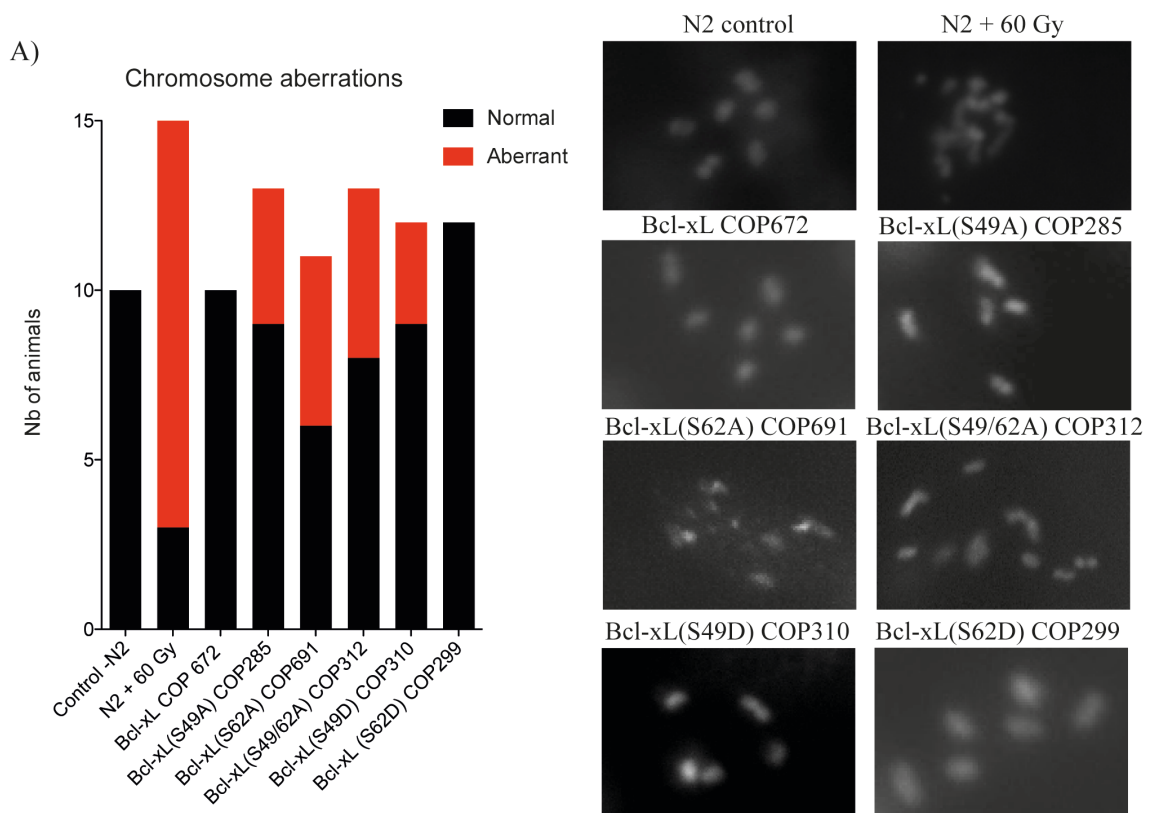 A)
Chromosome aberrations
Normal
Aberrant
15
10
5
0
Nb of animals
Control -N2
N2 + 60 Gy
Bcl-xL COP 672
Bcl-xL(S49A) COP285
Bcl-xL(S62A) COP691
Bcl-xL(S49/62A) COP312
Bcl-xL(S49D) COP310
Bcl-xL (S62D) COP299
N2 control
N2 + 60 Gy
Bcl-xL COP672
Bcl-xL(S49A) COP285
Bcl-xL(S62A) COP691
Bcl-xL(S49/62A) COP312
Bcl-xL(S49D) COP310
Bcl-xL(S62D) COP299